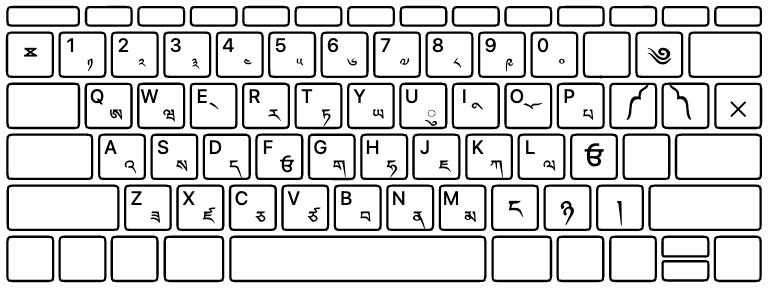 1 ༡ 2 ༢ 3 ༣ 4 ༤ 5 ༥ 6 ༦ 7 ༧ 8 ༨ 9 ༩ 0 ༠ ༄
Q ཨ W ཝ E ེ R ར T ཏ Y ཡ U ུ I ི O ོ P པ ༼ ༽ ×
A འ S ས D ད F G ག H ཧ J ཇ K ཀ L ལ
Z ཟ X ཛ C ཅ V ཙ B བ N ན M མ ང ཉ །